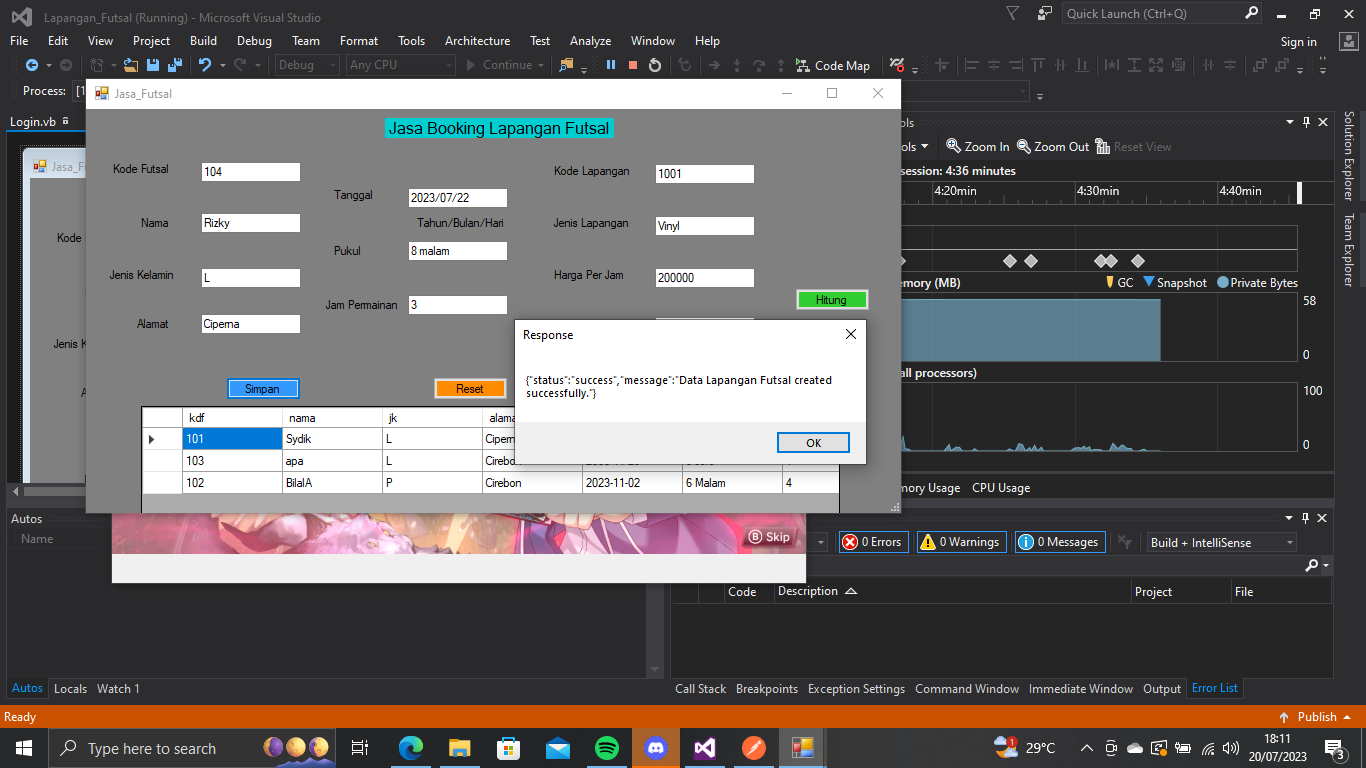 Lapangan_Futsal (Running) - Microsoft Visual Studio
Quick Launch (Ctrl+Q)
File Edit View Project Build Debug Team Format Tools Architecture Test Analyze Window Help
Sign in
Debug Any CPU Continue Code Map
Process: [1
Jasa_Futsal
Login.vb
ols
Jasa Booking Lapangan Futsal
Jasa_F
ols Zoom In Zoom Out Reset View
Kode Futsal 104
Kode Lapangan 1001
session: 4:36 minutes
4:20min 4:30min 4:40min
Tanggal 2023/07/22
Tahun/Bulan/Hari
Nama Rizky
Jenis Lapangan Vinyl
Kode
Pukul 8 malam
Jenis Kelamin L
Harga Per Jam 200000
emory (MB) GC Snapshot Private Bytes
Hitung
58
0
Jam Permainan 3
Alamat Ciperna
Jenis K
A
Response
{"status":"success","message":"Data Lapangan Futsal created
successfully."}
OK
all processors)
100
0
Simpan Reset
kdf nama jk alama
101 Sydik L Cipern
103 apa L Cirebon
102 BilalA P Cirebon 2023-11-02 6 Malam 4
mory Usage CPU Usage
Solution Explorer
Team Explorer
Autos
Name
B Skip
0 Errors 0 Warnings 0 Messages Build + IntelliSense
Code Description Project File
Autos Locals Watch 1
Call Stack Breakpoints Exception Settings Command Window Immediate Window Output Error List
Ready
Publish
Type here to search
1
29°C
18:11
20/07/2023
3